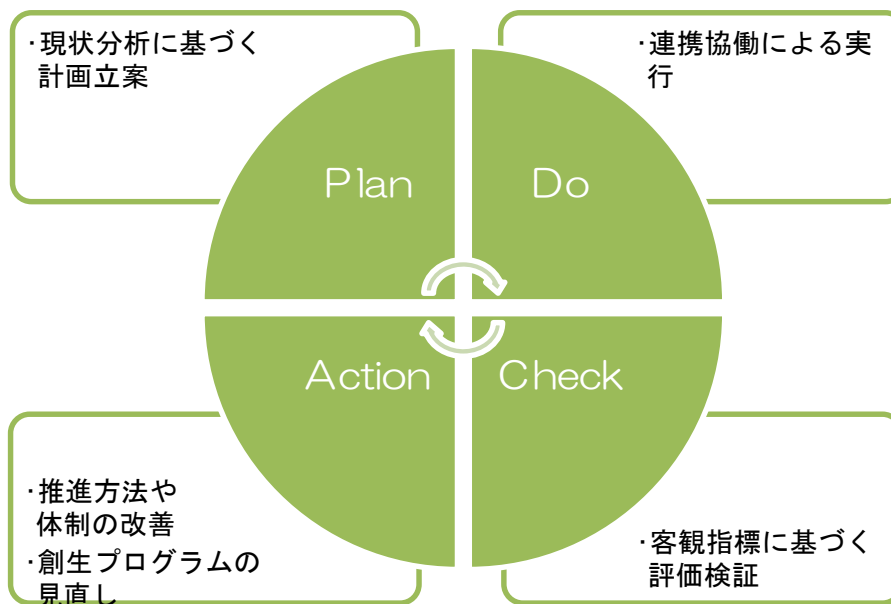 ・現状分析に基づく
計画立案
・連携協働による実
行
Plan
Do
Action
Check
・推進方法や
体制の改善
・創生プログラムの
見直し
・客観指標に基づく
評価検証